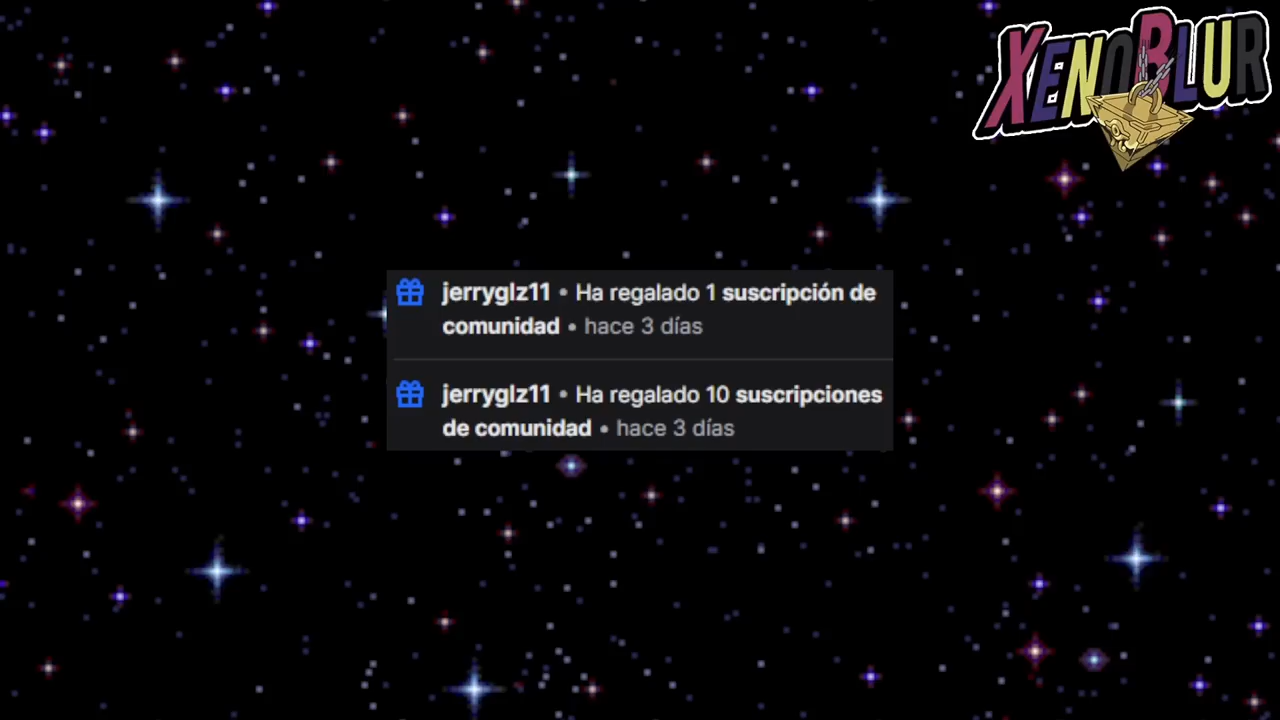 XENOBLUR
jerryglz11 • Ha regalado 1 suscripción de
comunidad • hace 3 días
jerryglz11 • Ha regalado 10 suscripciones
de comunidad • hace 3 días